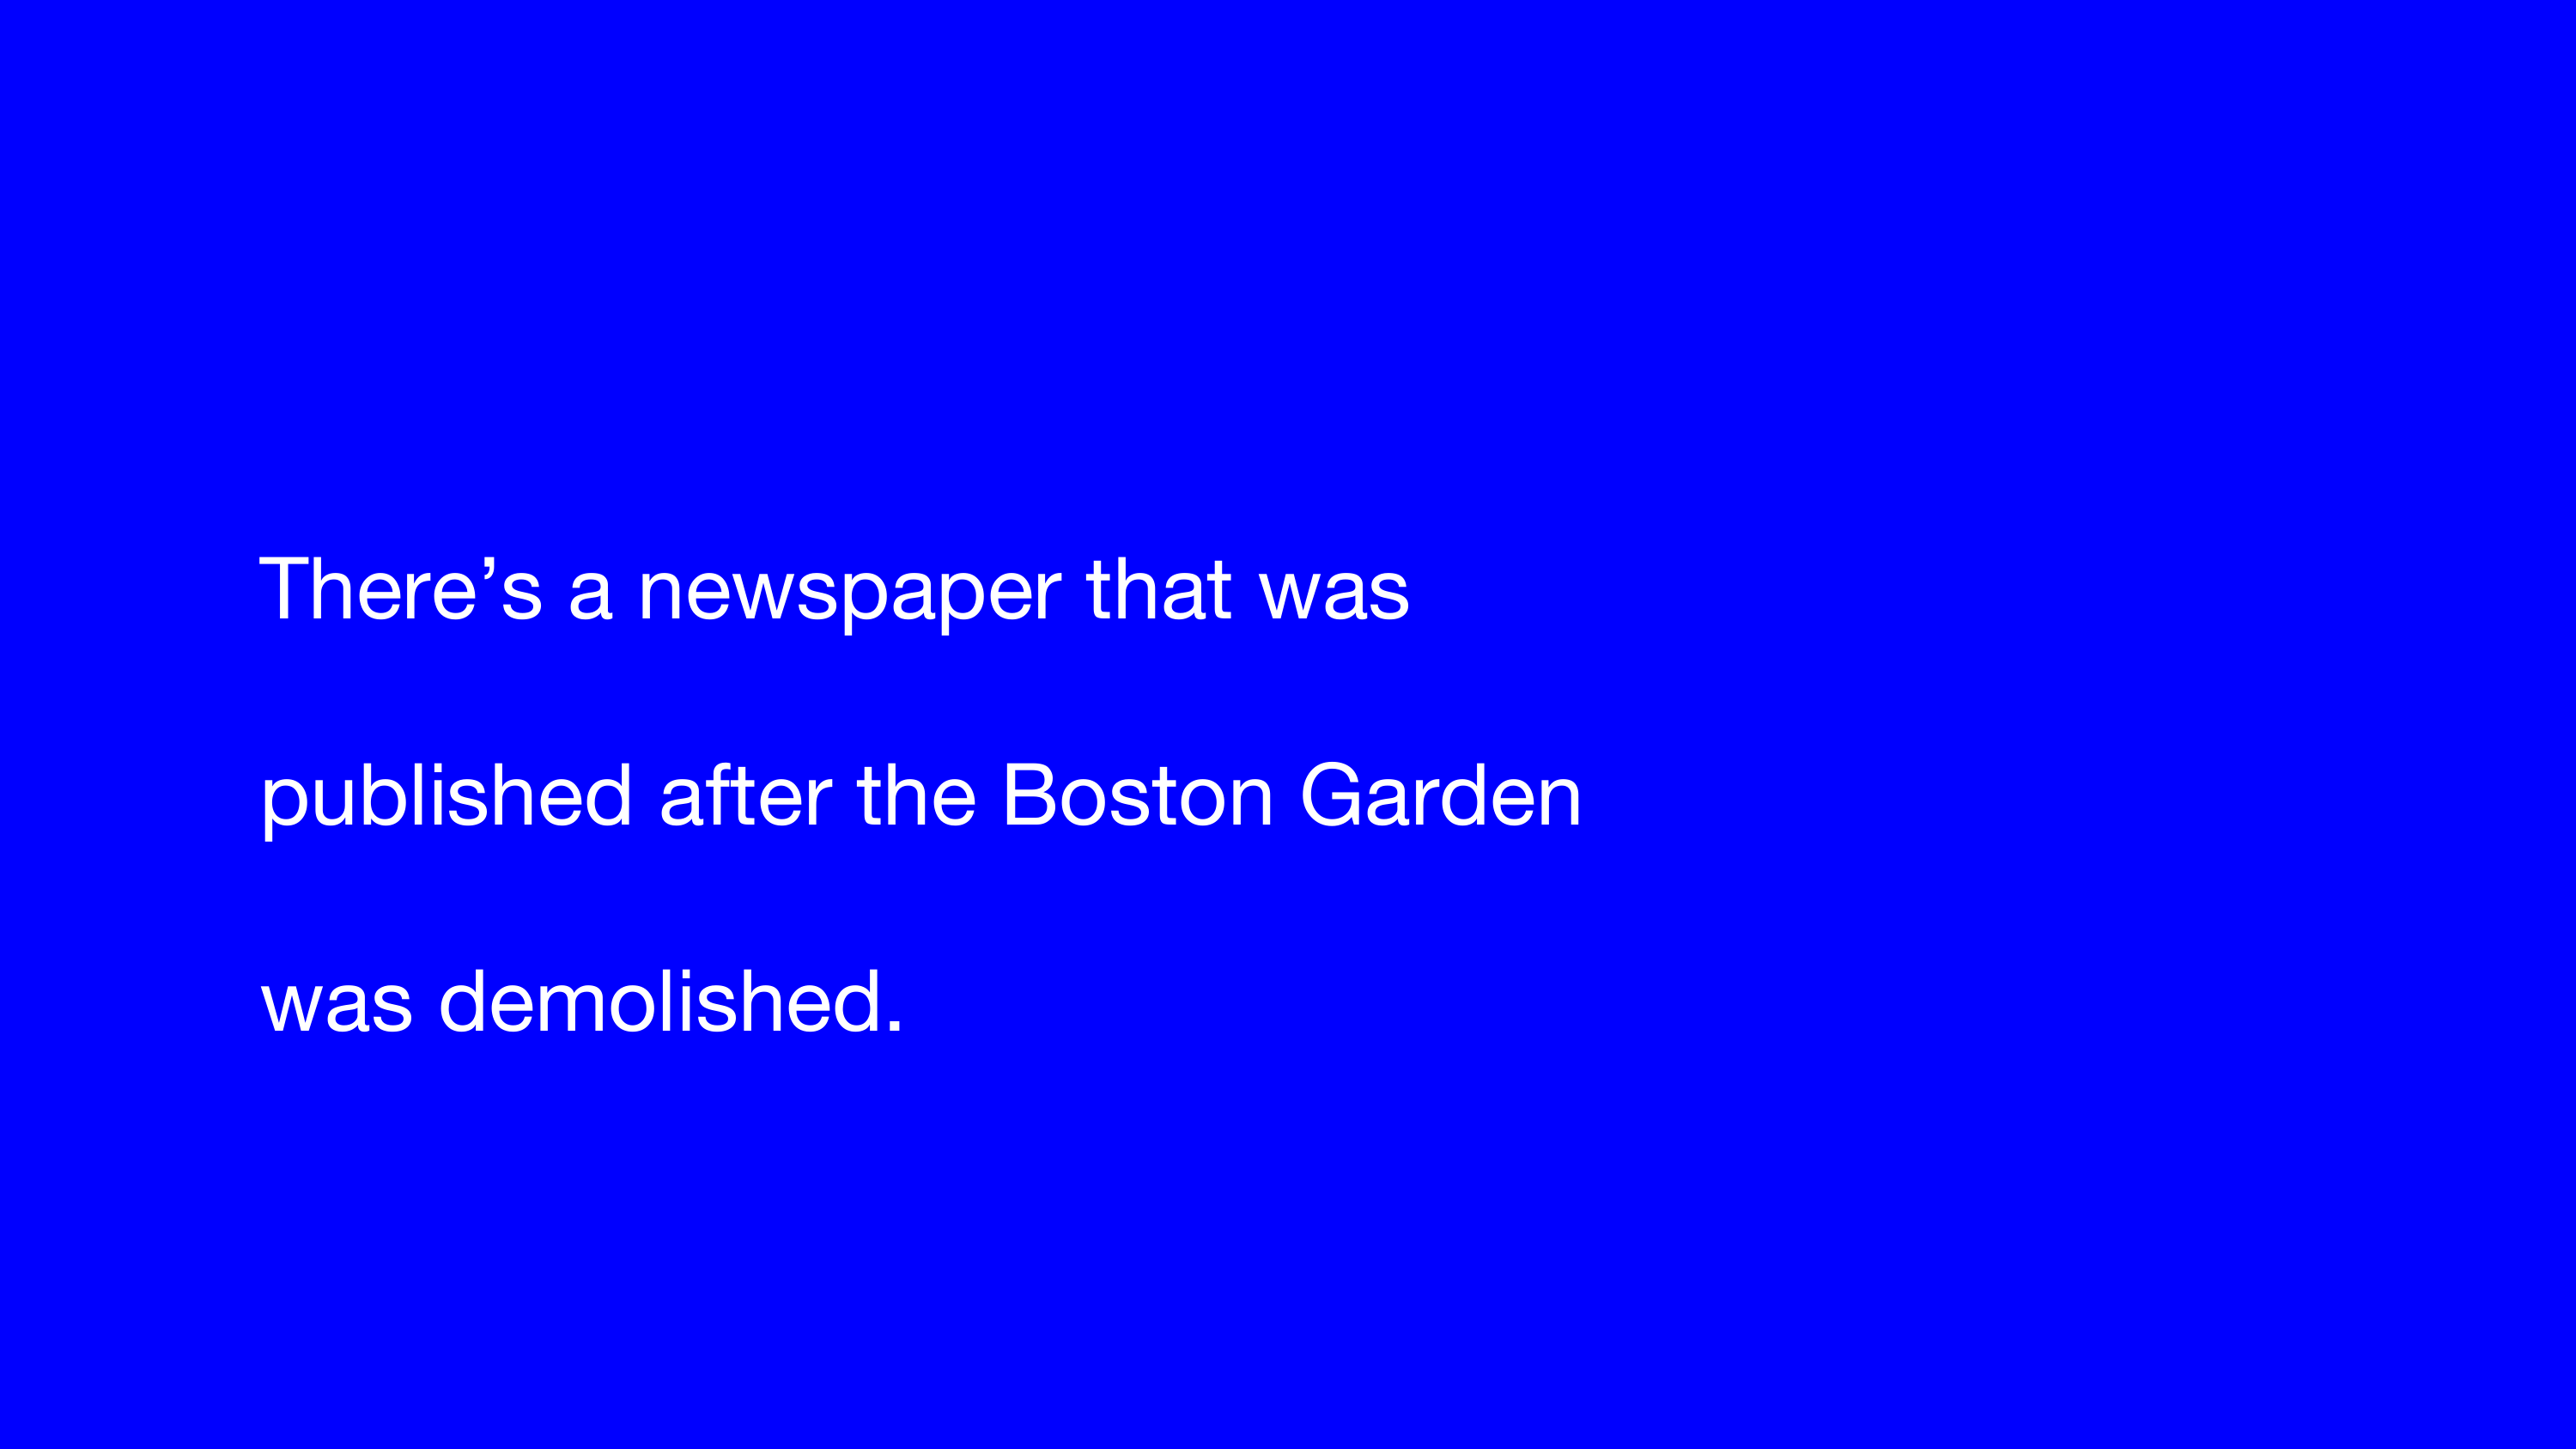 There’s a newspaper that was
published after the Boston Garden
was demolished.